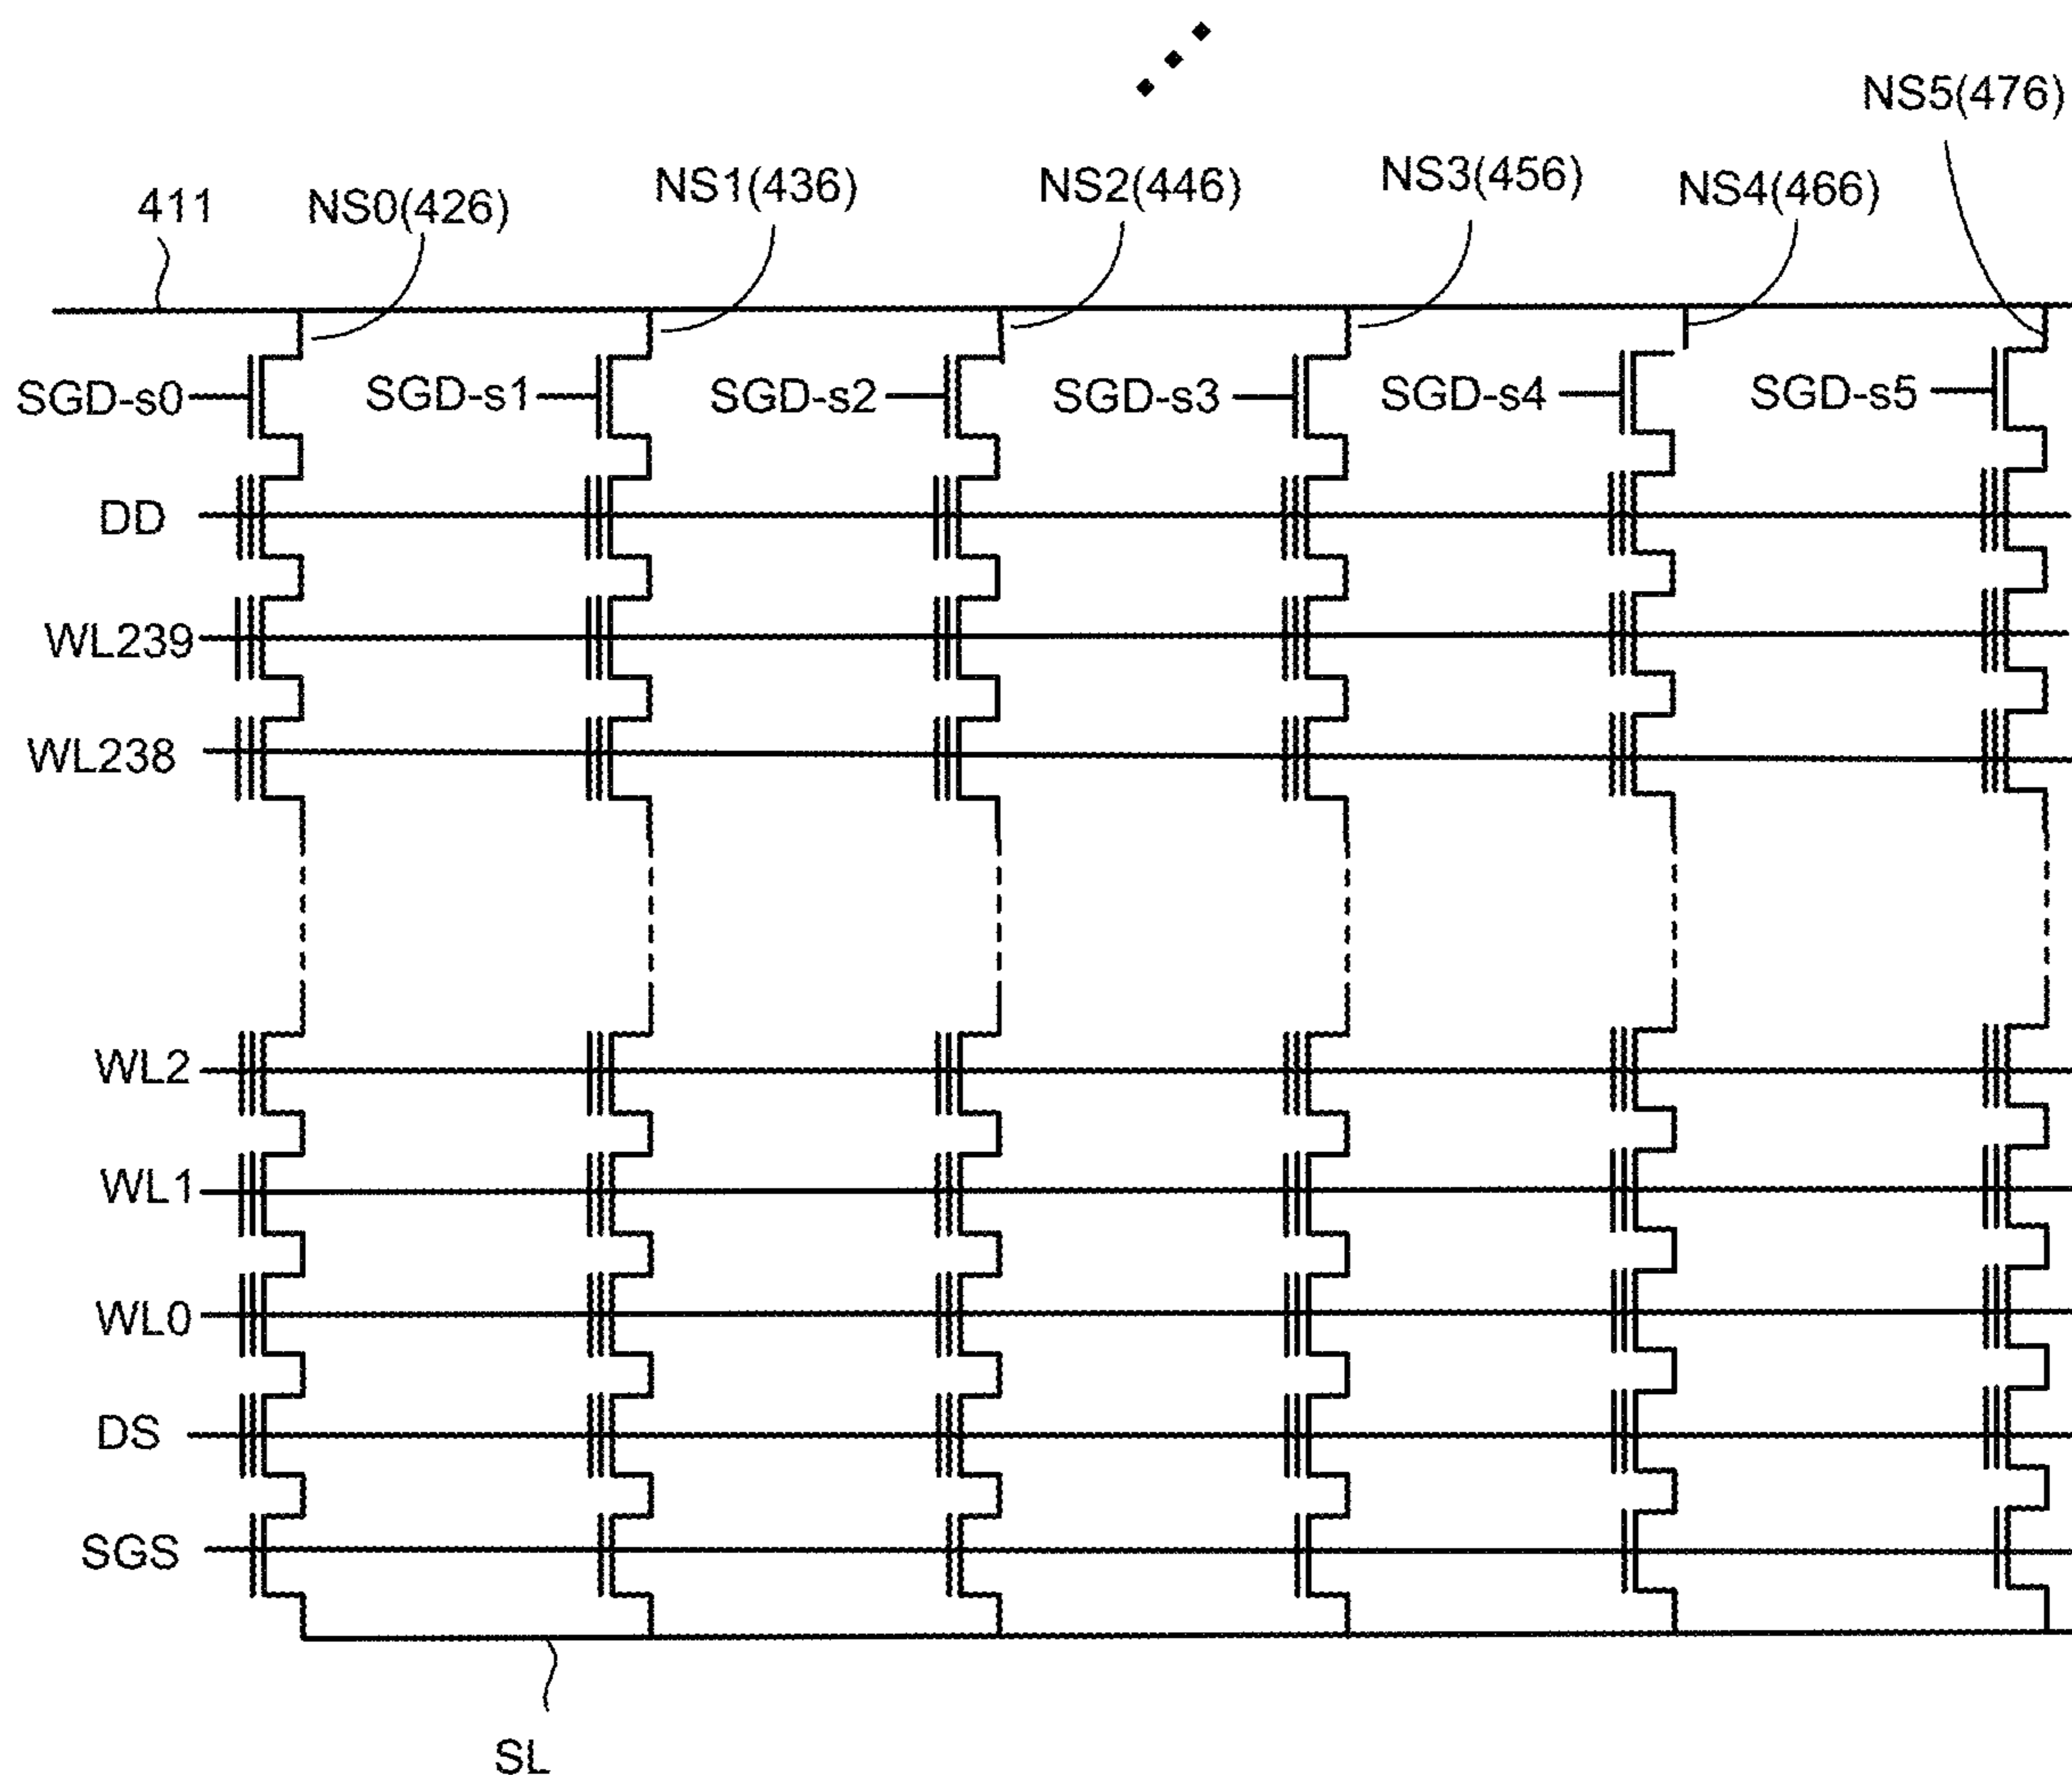 NS5(476)
411
NS0(426)
NS1(436)
NS2(446)
NS3(456)
NS4(466)
SGD-s0
SGD-s1
SGD-s2
SGD-s3
SGD-s4
SGD-s5
DD
WL239
WL238
WL2
WL1
WL0
DS
SGS
SL